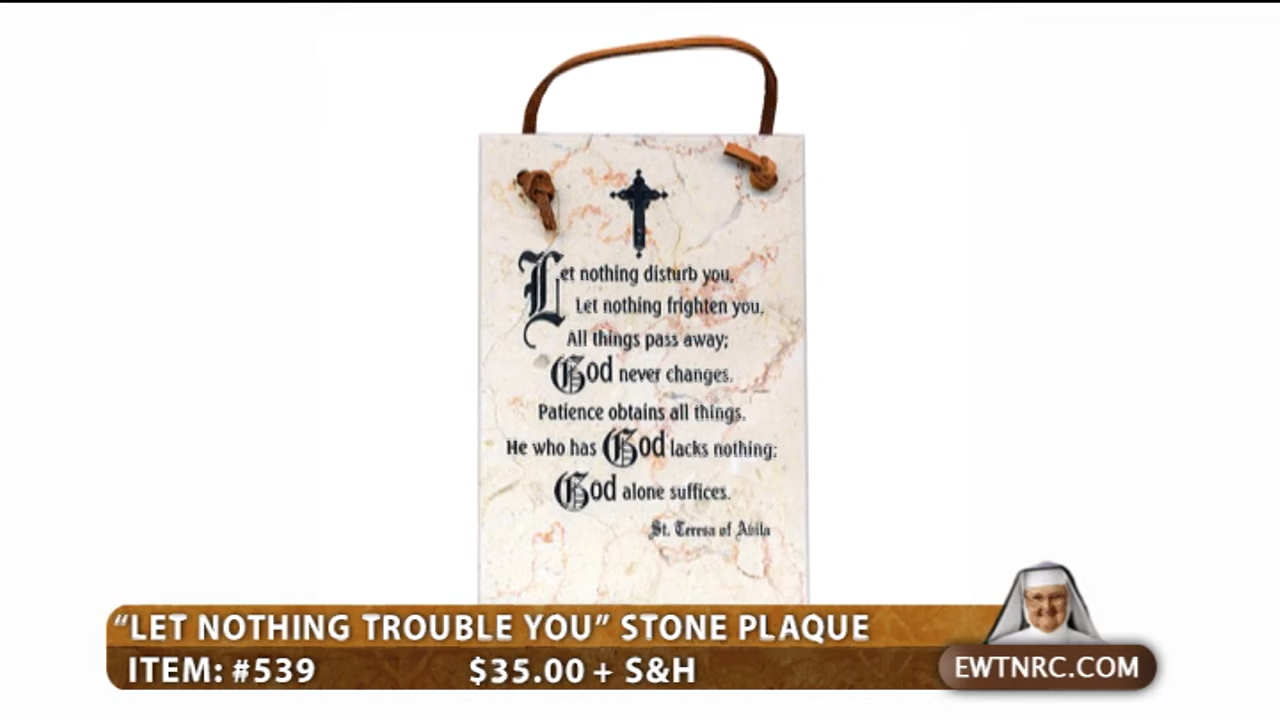 Let nothing disturb you,
Let nothing frighten you,
All things pass away;
God never changes.
Patience obtains all things.
He who has God lacks nothing:
God alone suffices.
St. Teresa of Avila
“LET NOTHING TROUBLE YOU” STONE PLAQUE
ITEM: #539 $35.00 + S&H
EWTNRC.COM